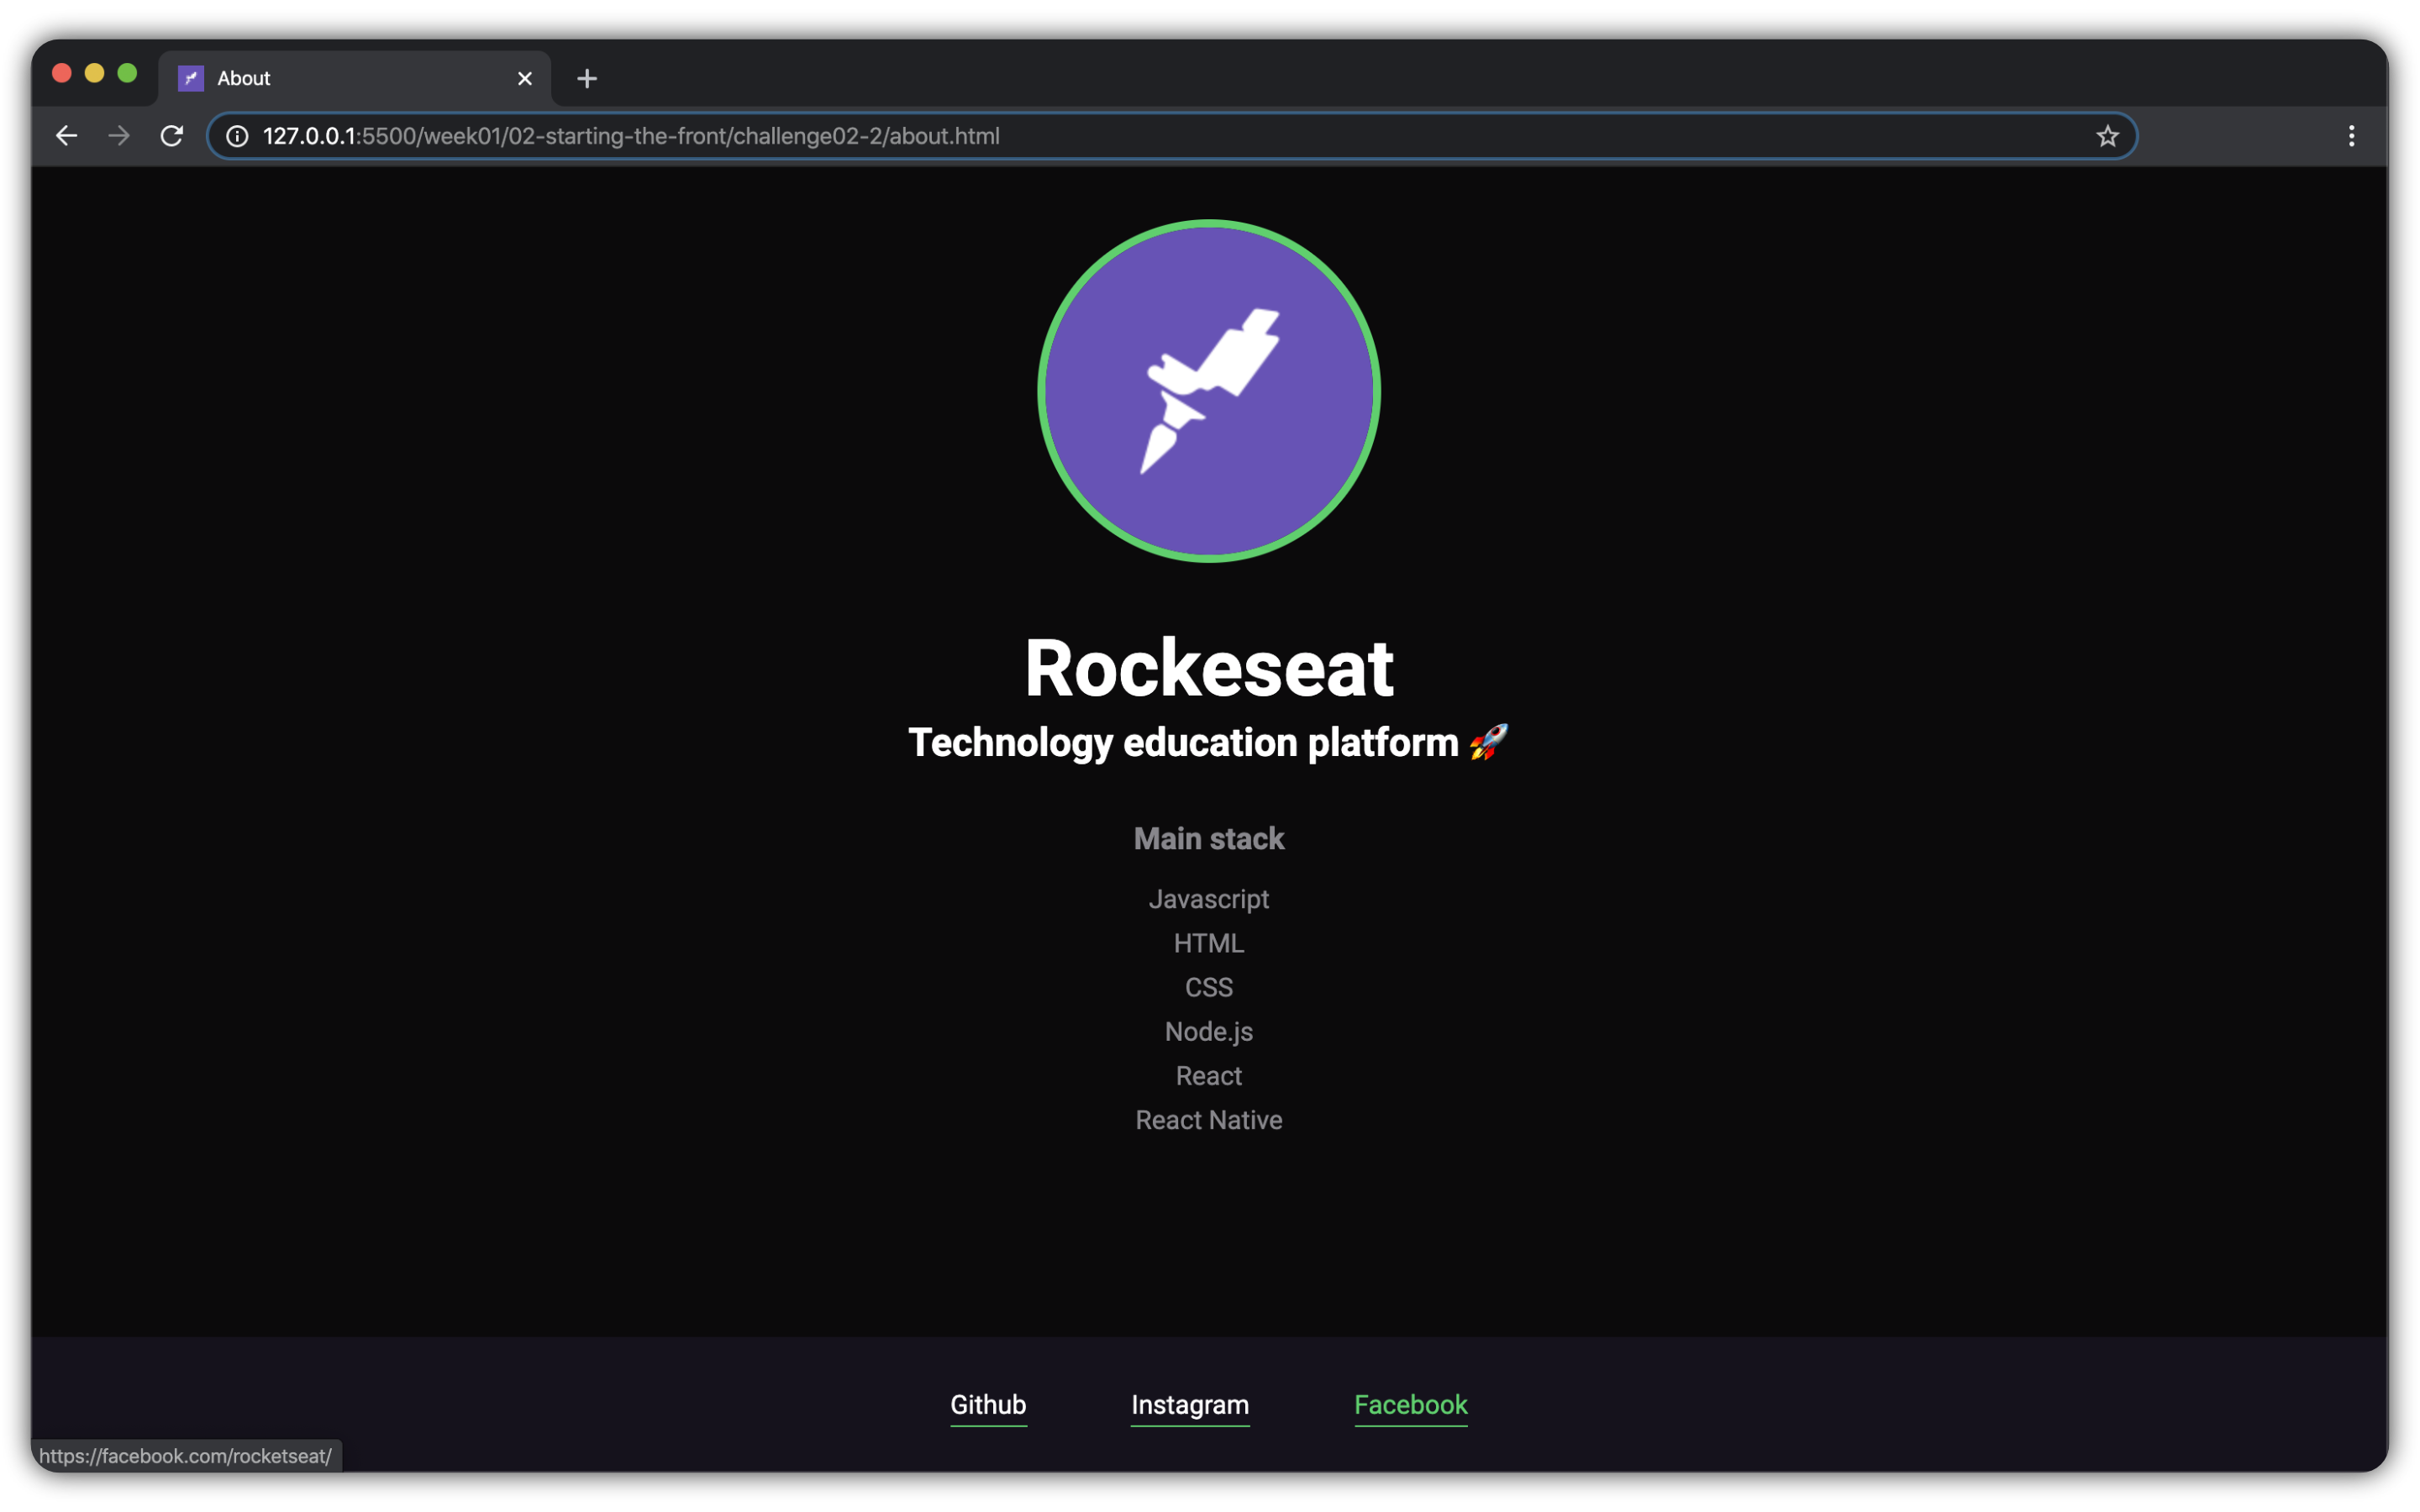 About
127.0.0.1:5500/week01/02-starting-the-front/challenge02-2/about.html
Rockeseat
Technology education platform 🚀
Main stack
Javascript
HTML
CSS
Node.js
React
React Native
Github Instagram Facebook
https://facebook.com/rocketseat/